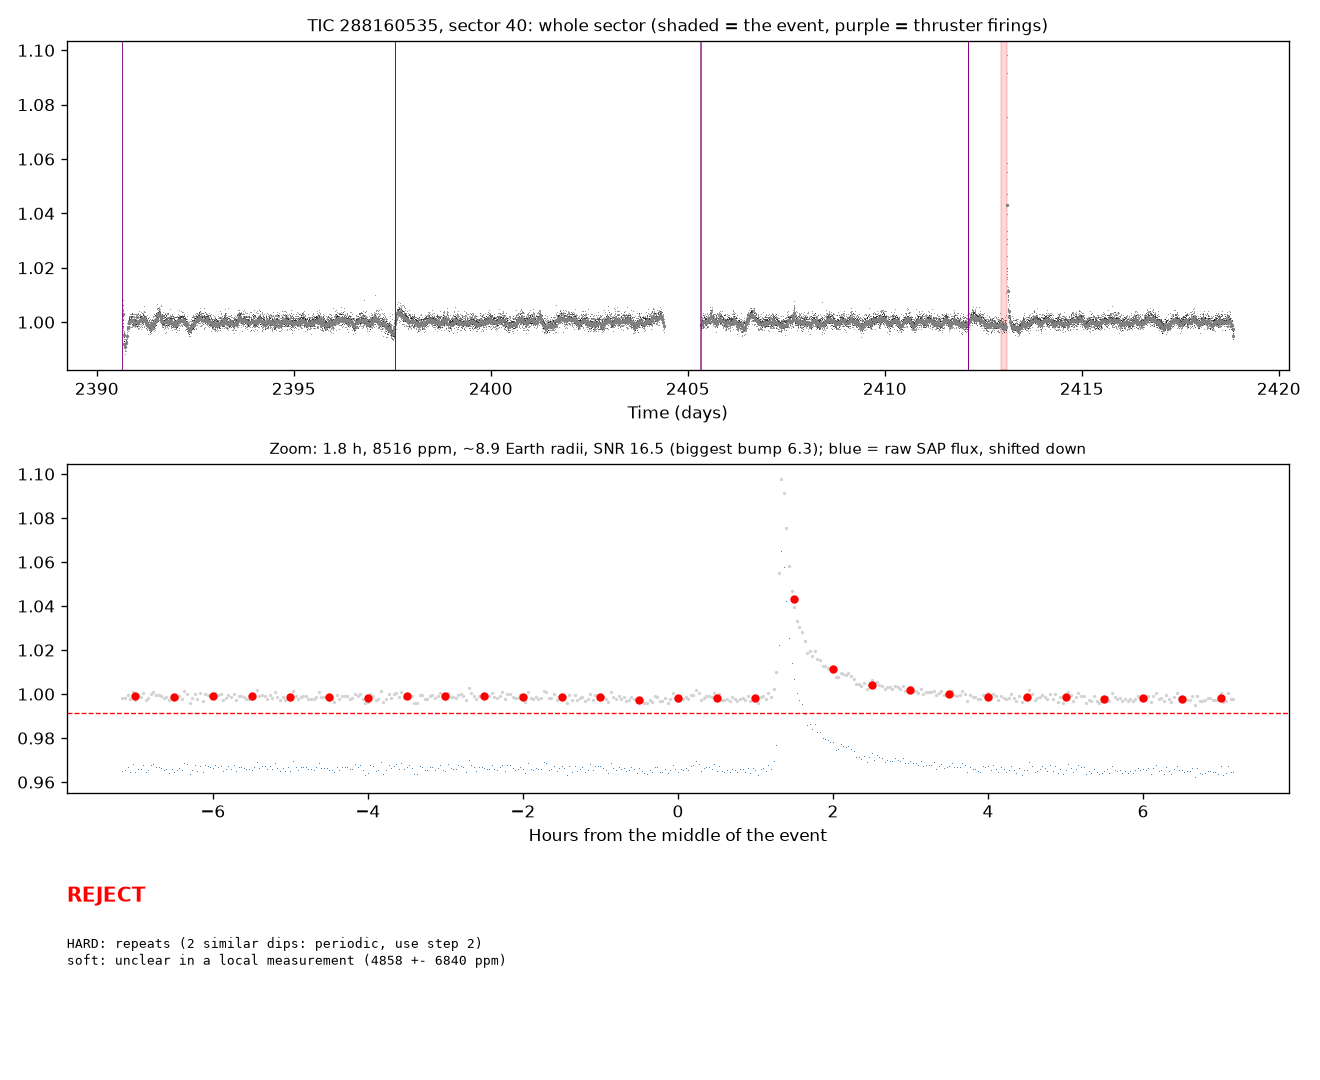 TIC 288160535, sector 40: whole sector (shaded = the event, purple = thruster firings)
1.10
1.08
1.06
1.04
1.02
1.00
2390 2395 2400 2405 2410 2415 2420
Time (days)
Zoom: 1.8 h, 8516 ppm, ~8.9 Earth radii, SNR 16.5 (biggest bump 6.3); blue = raw SAP flux, shifted down
1.10
1.08
1.06
1.04
1.02
1.00
0.98
0.96
−6 −4 −2 0 2 4 6
Hours from the middle of the event
REJECT
HARD: repeats (2 similar dips: periodic, use step 2)
soft: unclear in a local measurement (4858 +- 6840 ppm)